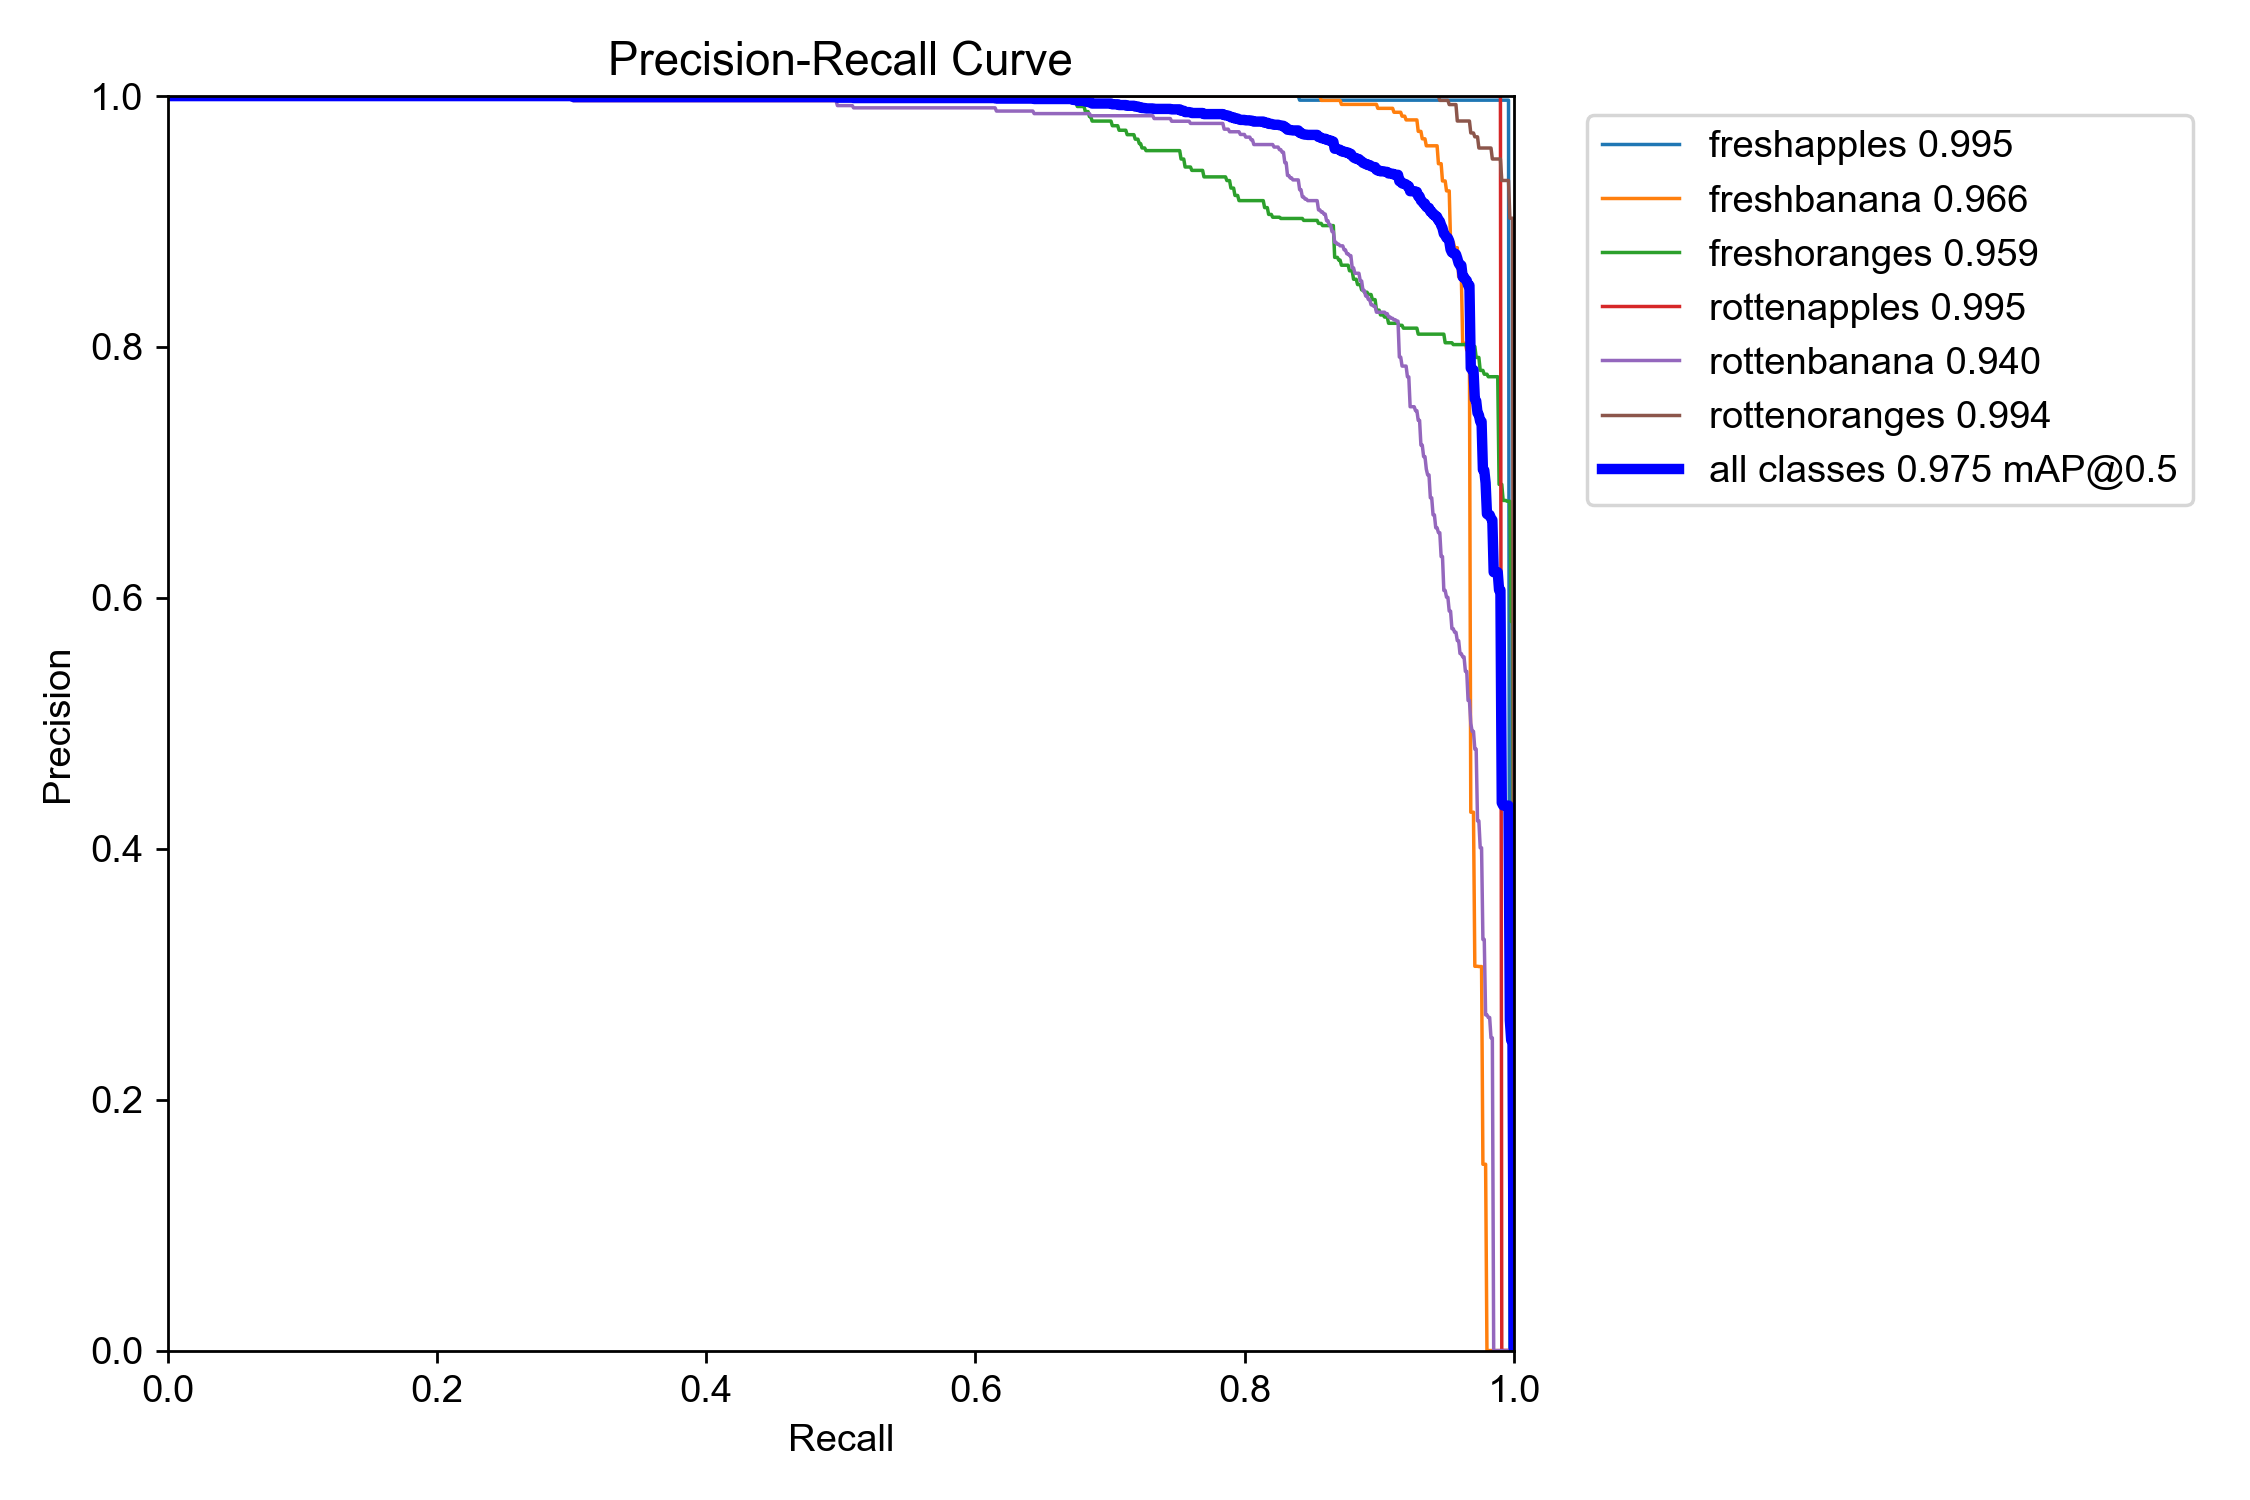 Precision-Recall Curve
1.0
0.8
0.6
0.4
0.2
0.0
Precision
0.0 0.2 0.4 0.6 0.8 1.0
Recall
freshapples 0.995
freshbanana 0.966
freshoranges 0.959
rottenapples 0.995
rottenbanana 0.940
rottenoranges 0.994
all classes 0.975 mAP@0.5